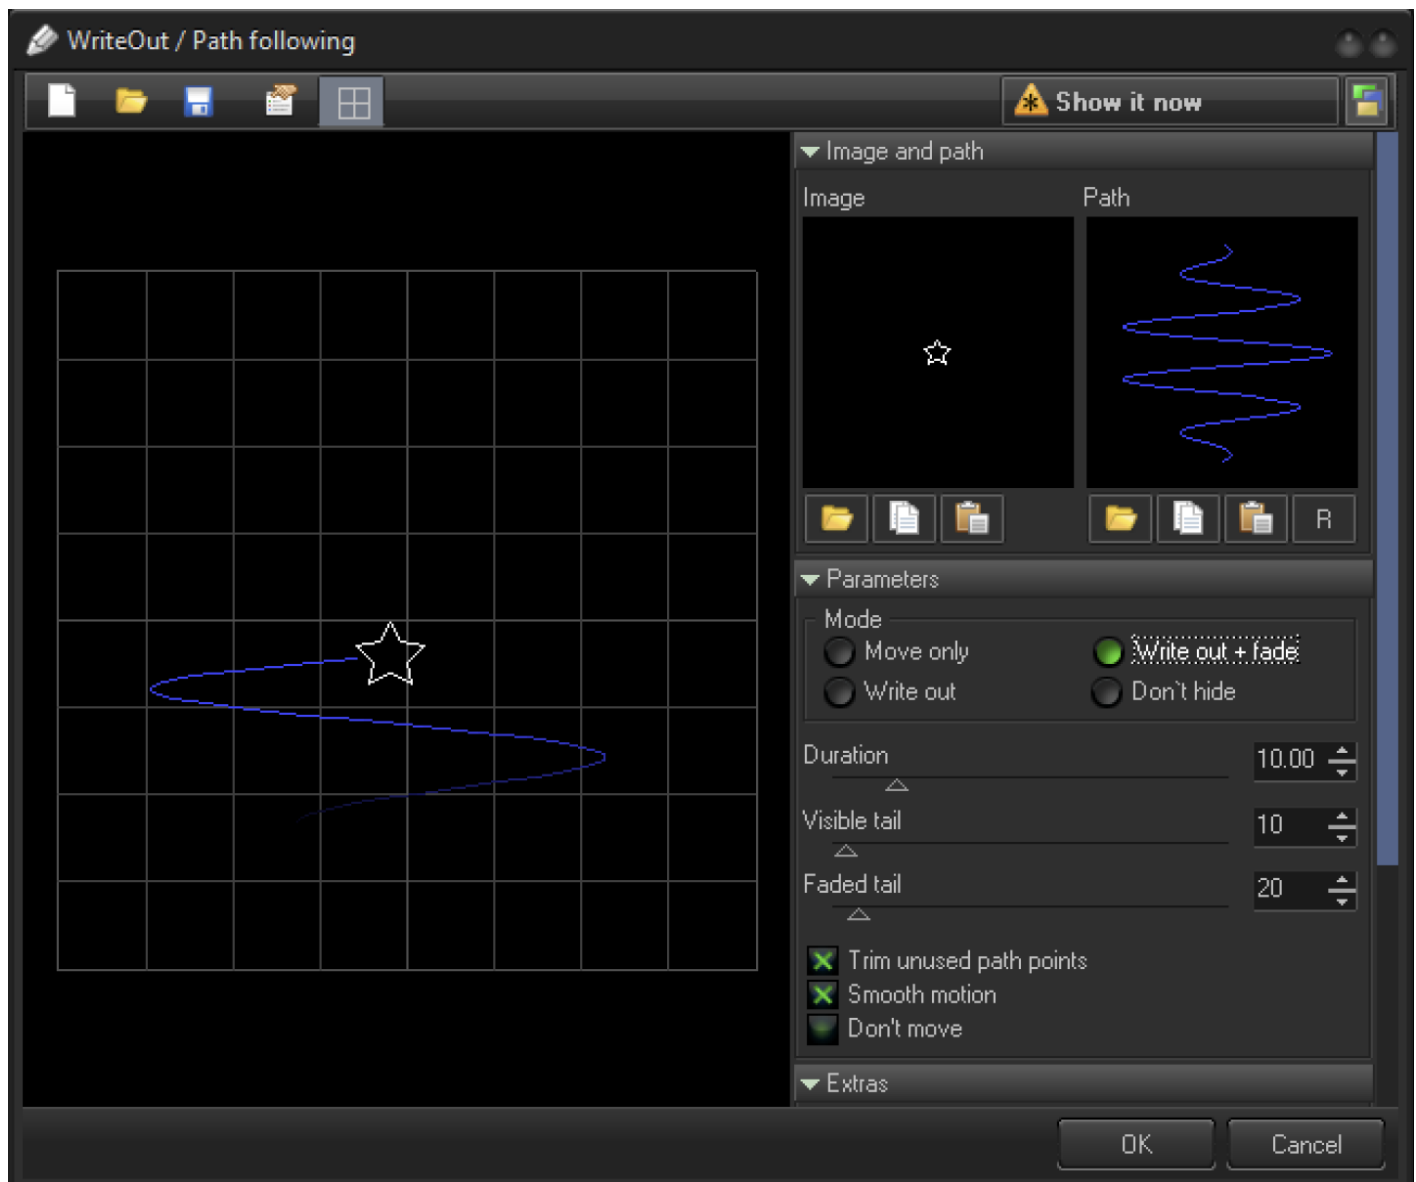 WriteOut / Path following
Show it now
Image and path
Image Path
R
Parameters
Mode
Move only Write out + fade
Write out Don`t hide
Duration 10.00
Visible tail 10
Faded tail 20
Trim unused path points
Smooth motion
Don't move
Extras
OK Cancel